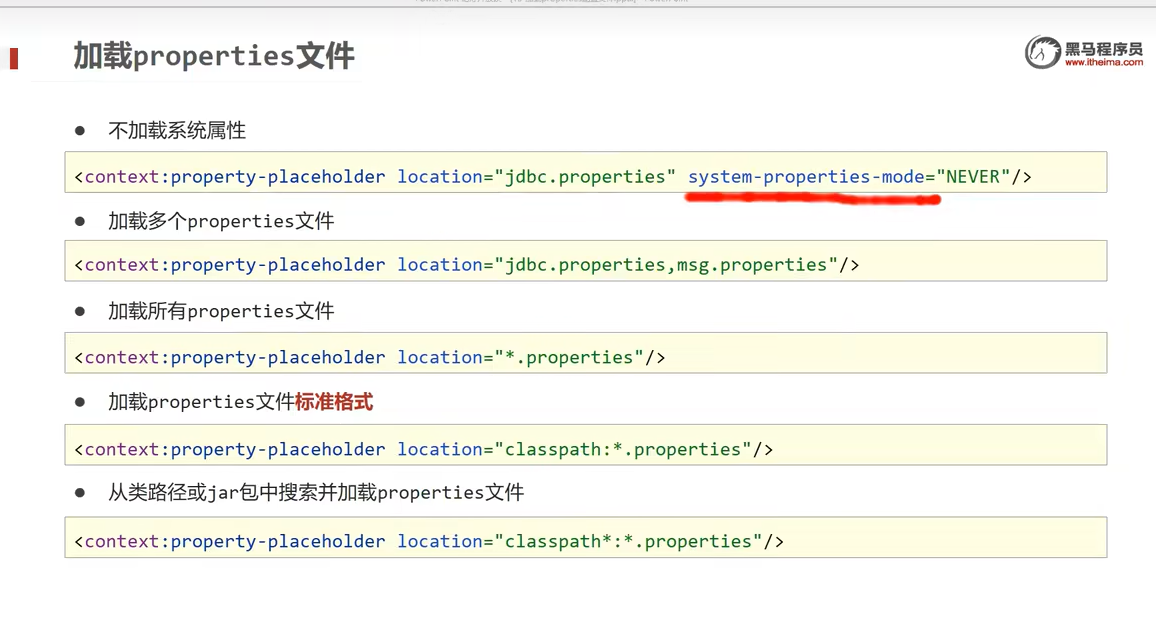 加载properties文件
黑马程序员
www.itheima.com
● 不加载系统属性
<context:property-placeholder location="jdbc.properties" system-properties-mode="NEVER"/>
● 加载多个properties文件
<context:property-placeholder location="jdbc.properties,msg.properties"/>
● 加载所有properties文件
<context:property-placeholder location="*.properties"/>
● 加载properties文件标准格式
<context:property-placeholder location="classpath:*.properties"/>
● 从类路径或jar包中搜索并加载properties文件
<context:property-placeholder location="classpath*:*.properties"/>